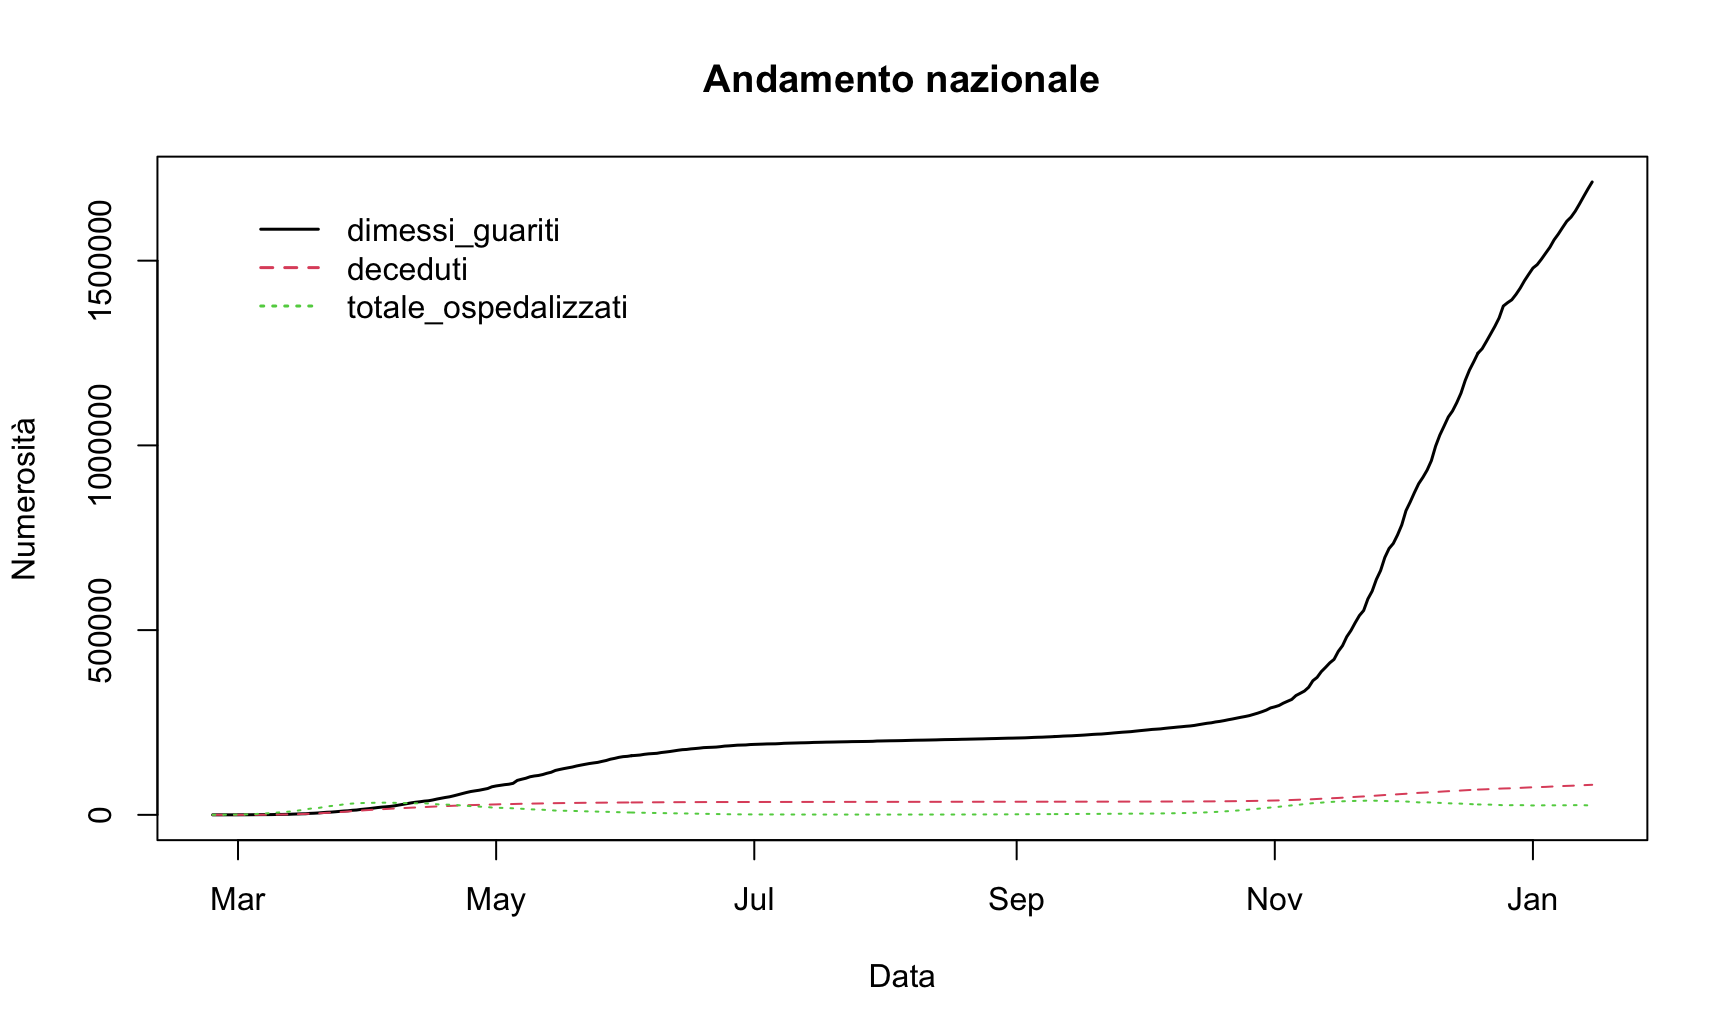 Andamento nazionale
dimessi_guariti
deceduti
totale_ospedalizzati
Numerosità
1500000
1000000
500000
0
Mar May Jul Sep Nov Jan
Data